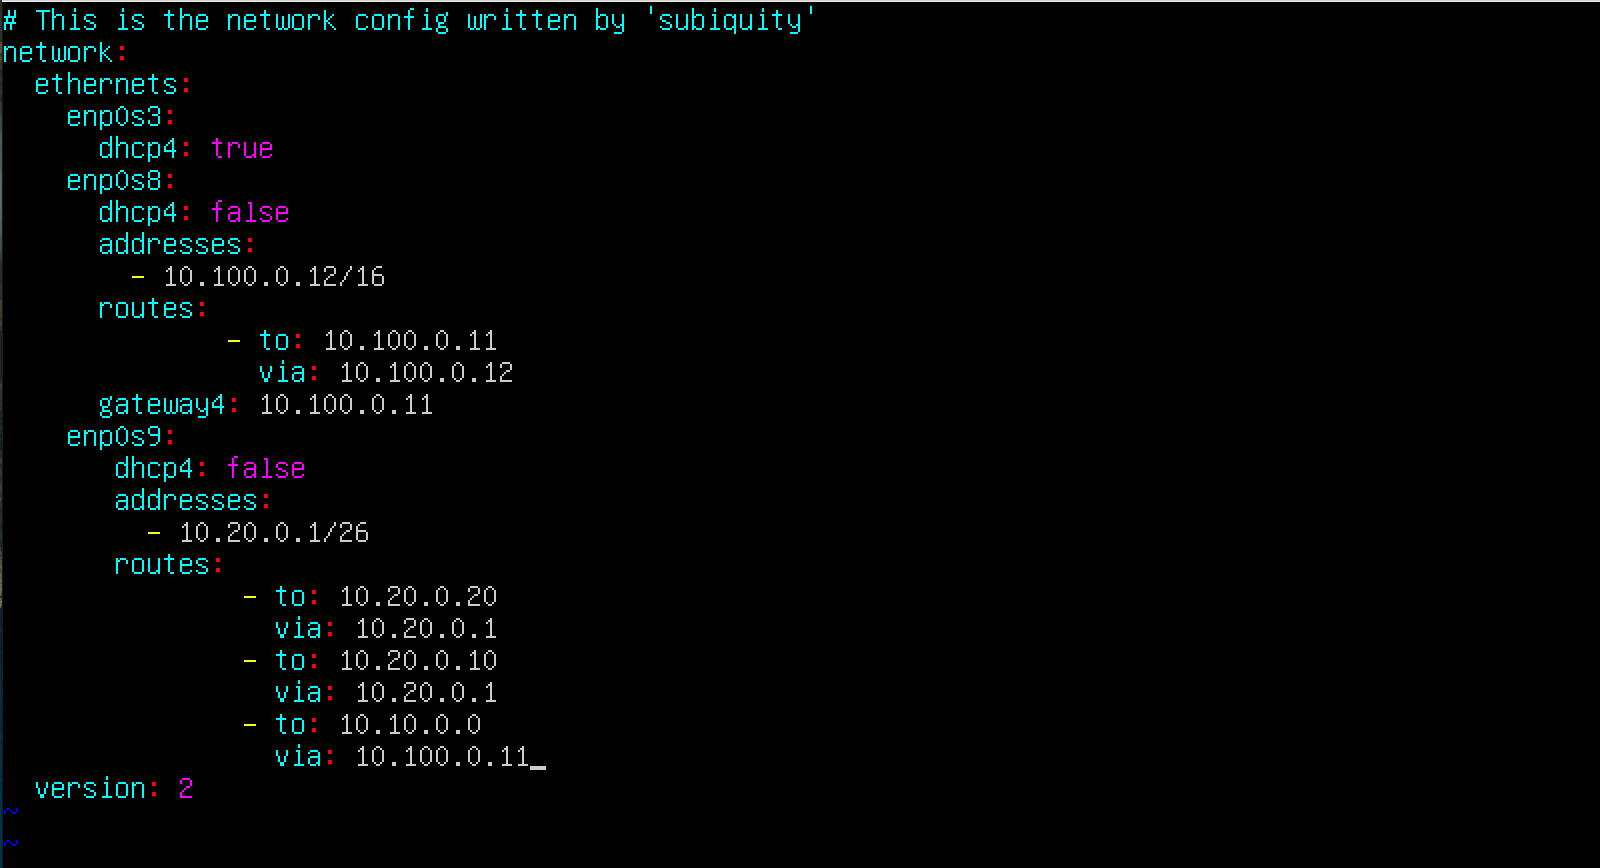 # This is the network config written by 'subiquity'
network:
  ethernets:
    enp0s3:
      dhcp4: true
    enp0s8:
      dhcp4: false
      addresses:
        - 10.100.0.12/16
      routes:
              - to: 10.100.0.11
                via: 10.100.0.12
      gateway4: 10.100.0.11
    enp0s9:
       dhcp4: false
       addresses:
         - 10.20.0.1/26
       routes:
               - to: 10.20.0.20
                 via: 10.20.0.1
               - to: 10.20.0.10
                 via: 10.20.0.1
               - to: 10.10.0.0
                 via: 10.100.0.11_
  version: 2
~
~